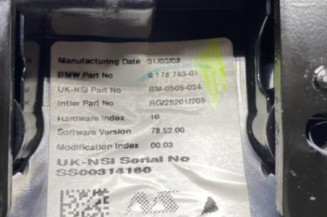 Manufacturing Date 31/03/03
BMW Part No 8 178 740-01
UK-NSI Part No BM-0505-034
Intier Part No RG/25201/205
Hardware Index 10
Software Version 78.52.00
Modification Index 00.03
UK-NSI Serial No
SS00314160